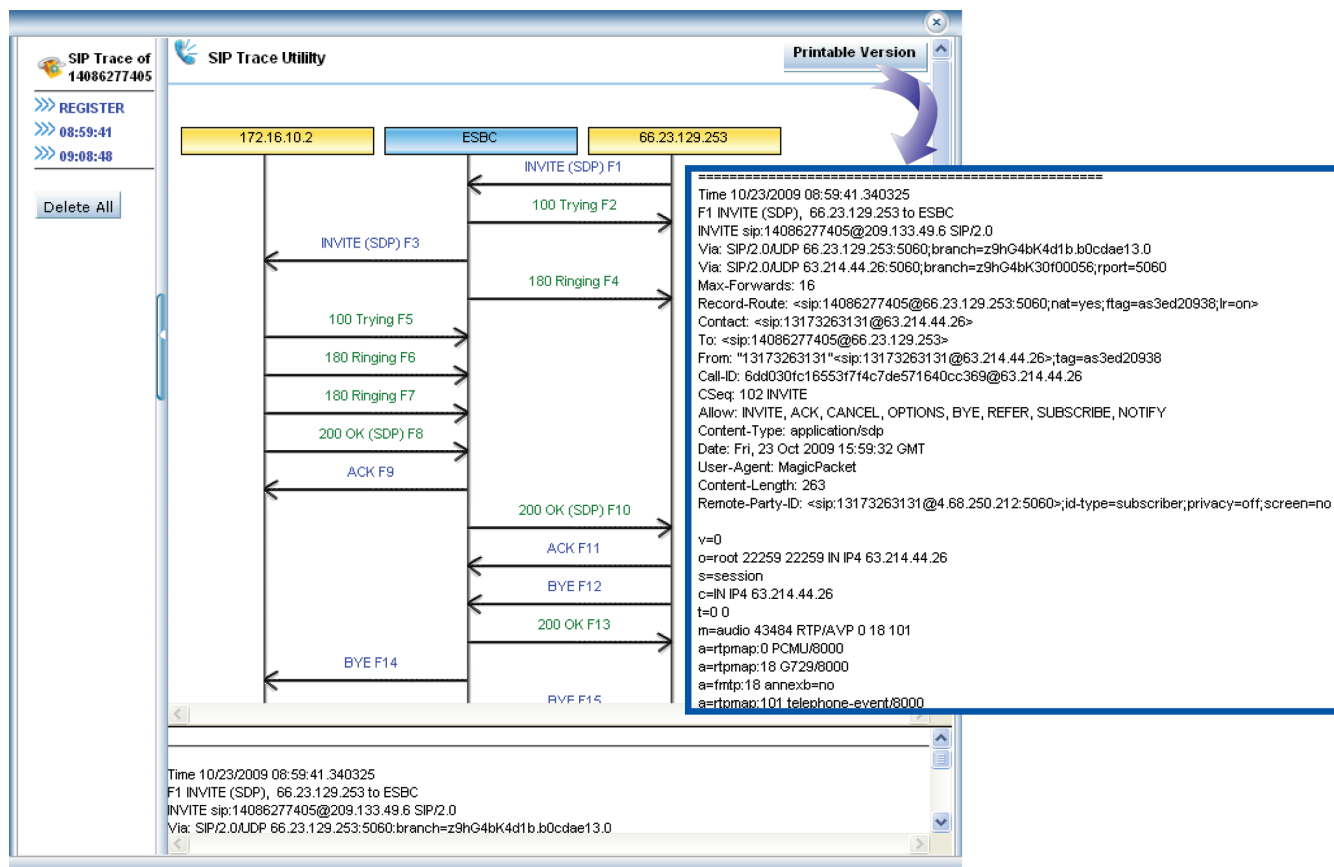 SIP Trace of
14086277405
>>> REGISTER
>>> 08:59:41
>>> 09:08:48
Delete All
SIP Trace Utililty
Printable Version
172.16.10.2
ESBC
66.23.129.253
INVITE (SDP) F1
100 Trying F2
INVITE (SDP) F3
180 Ringing F4
100 Trying F5
180 Ringing F6
180 Ringing F7
200 OK (SDP) F8
ACK F9
200 OK (SDP) F10
ACK F11
BYE F12
200 OK F13
BYE F14
BYE F15
====================================================
Time 10/23/2009 08:59:41.340325
F1 INVITE (SDP), 66.23.129.253 to ESBC
INVITE sip:14086277405@209.133.49.6 SIP/2.0
Via: SIP/2.0/UDP 66.23.129.253:5060;branch=z9hG4bK4d1b.b0cdae13.0
Via: SIP/2.0/UDP 63.214.44.26:5060;branch=z9hG4bK30f00056;rport=5060
Max-Forwards: 16
Record-Route: <sip:14086277405@66.23.129.253:5060;nat=yes;ftag=as3ed20938;lr=on>
Contact: <sip:13173263131@63.214.44.26>
To: <sip:14086277405@66.23.129.253>
From: "13173263131"<sip:13173263131@63.214.44.26>;tag=as3ed20938
Call-ID: 6dd030fc16553f7f4c7de571640cc369@63.214.44.26
CSeq: 102 INVITE
Allow: INVITE, ACK, CANCEL, OPTIONS, BYE, REFER, SUBSCRIBE, NOTIFY
Content-Type: application/sdp
Date: Fri, 23 Oct 2009 15:59:32 GMT
User-Agent: MagicPacket
Content-Length: 263
Remote-Party-ID: <sip:13173263131@4.68.250.212:5060>;id-type=subscriber;privacy=off;screen=no
v=0
o=root 22259 22259 IN IP4 63.214.44.26
s=session
c=IN IP4 63.214.44.26
t=0 0
m=audio 43484 RTP/AVP 0 18 101
a=rtpmap:0 PCMU/8000
a=rtpmap:18 G729/8000
a=fmtp:18 annexb=no
a=rtpmap:101 telephone-event/8000
Time 10/23/2009 08:59:41.340325
F1 INVITE (SDP), 66.23.129.253 to ESBC
INVITE sip:14086277405@209.133.49.6 SIP/2.0
Via: SIP/2.0/UDP 66.23.129.253:5060;branch=z9hG4bK4d1b.b0cdae13.0